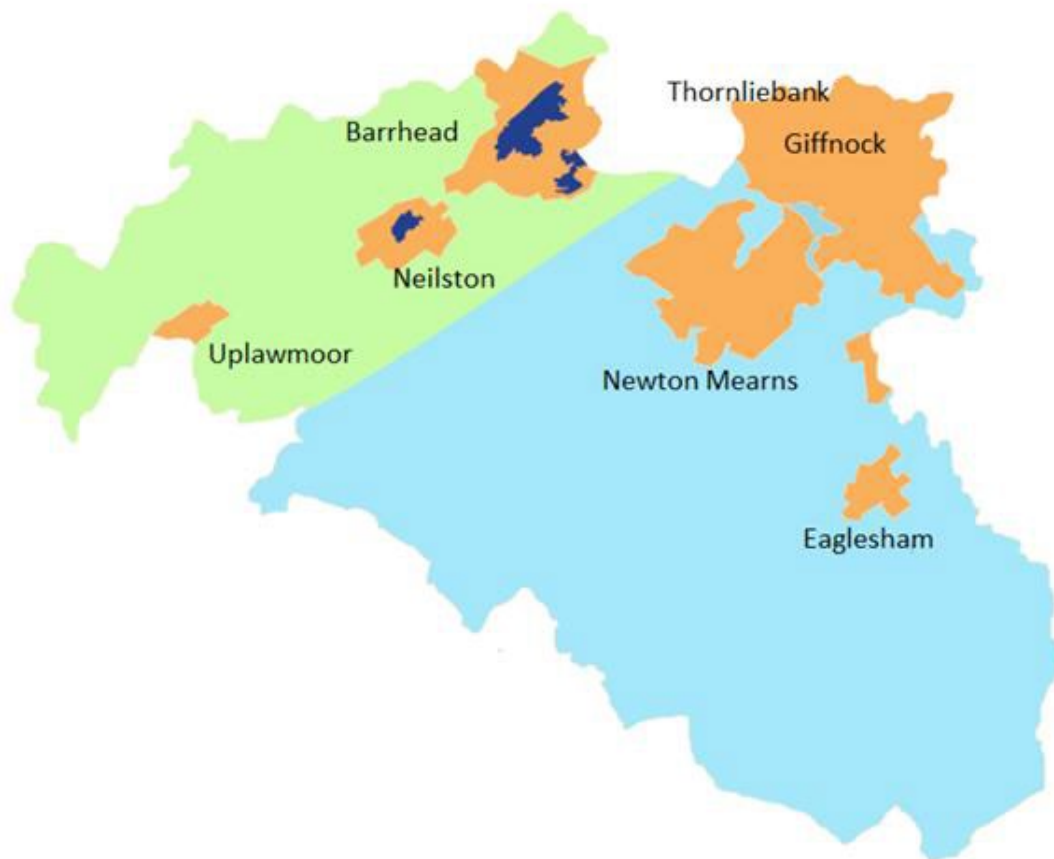 Thornliebank
Barrhead
Giffnock
Neilston
Uplawmoor
Newton Mearns
Eaglesham